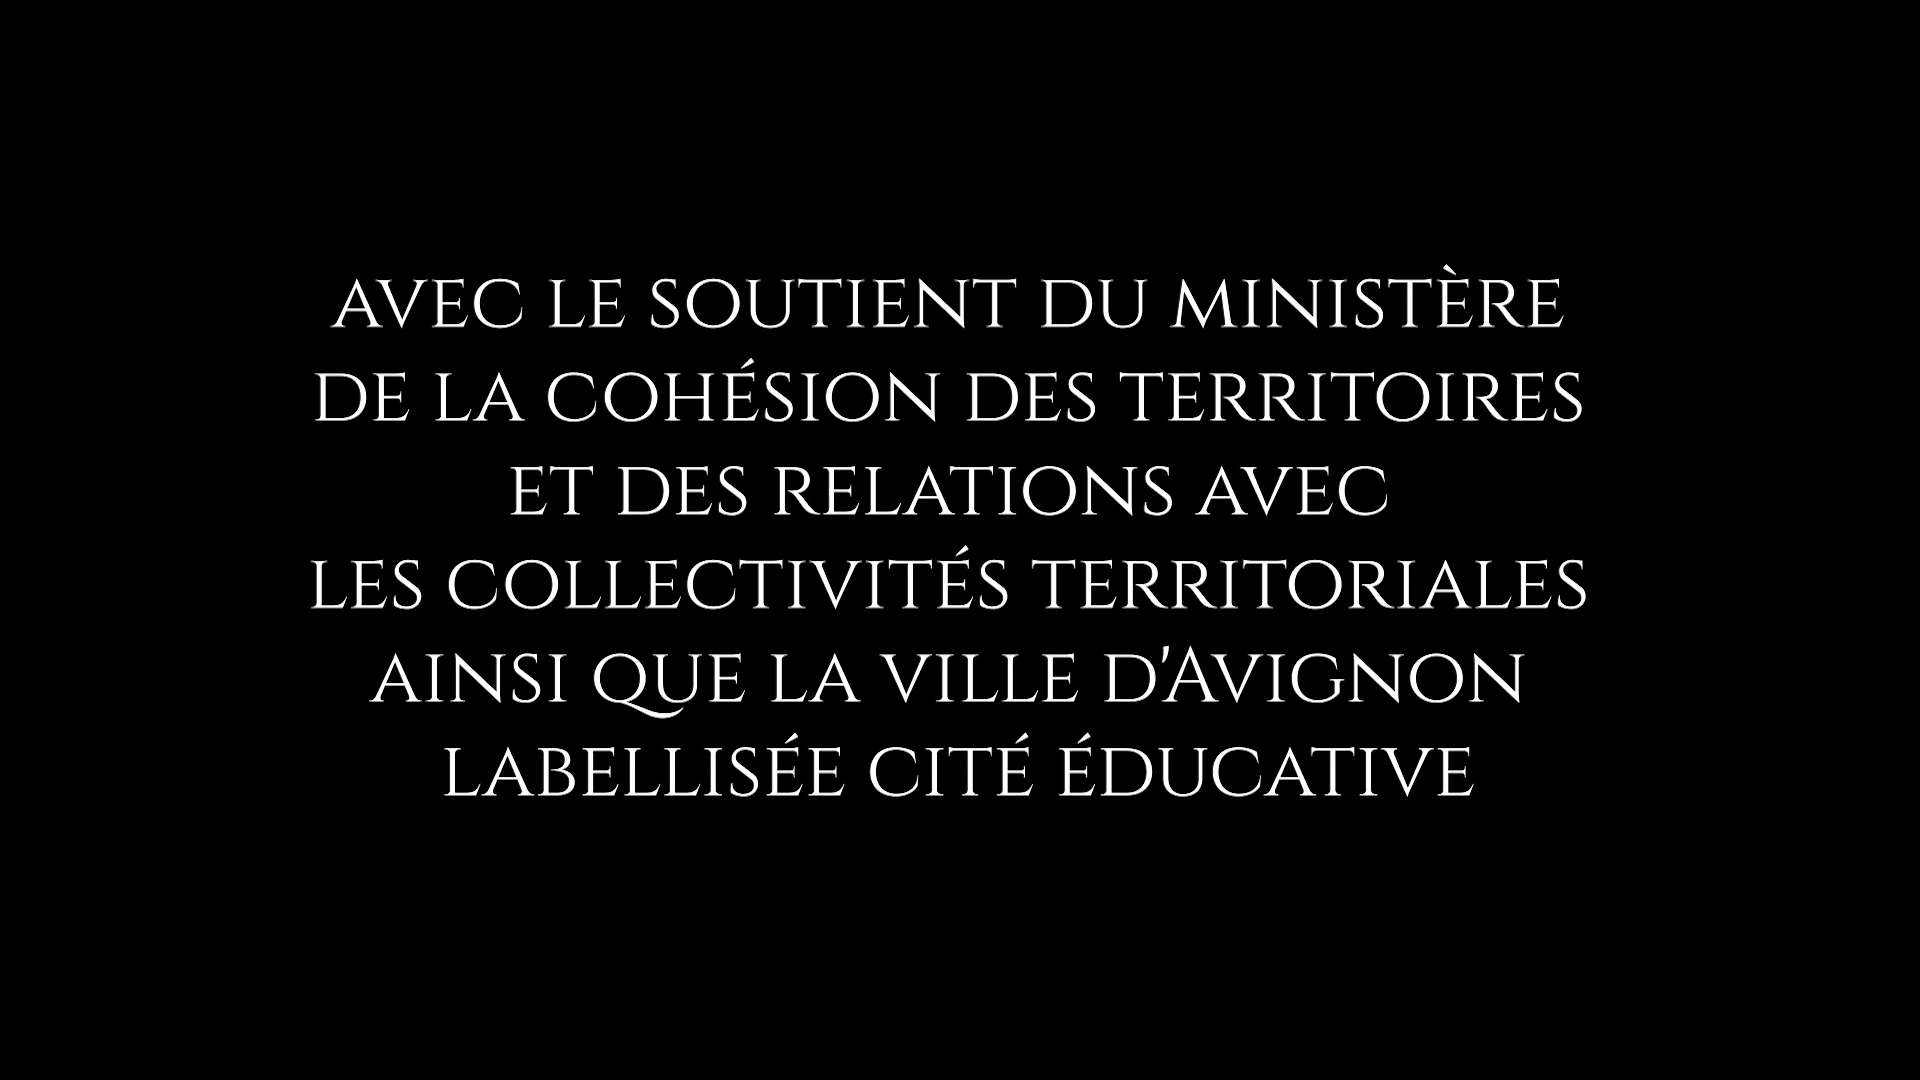 avec le soutient du ministère
de la cohésion des territoires
et des relations avec
les collectivités territoriales
ainsi que la ville d'Avignon
labellisée cité éducative